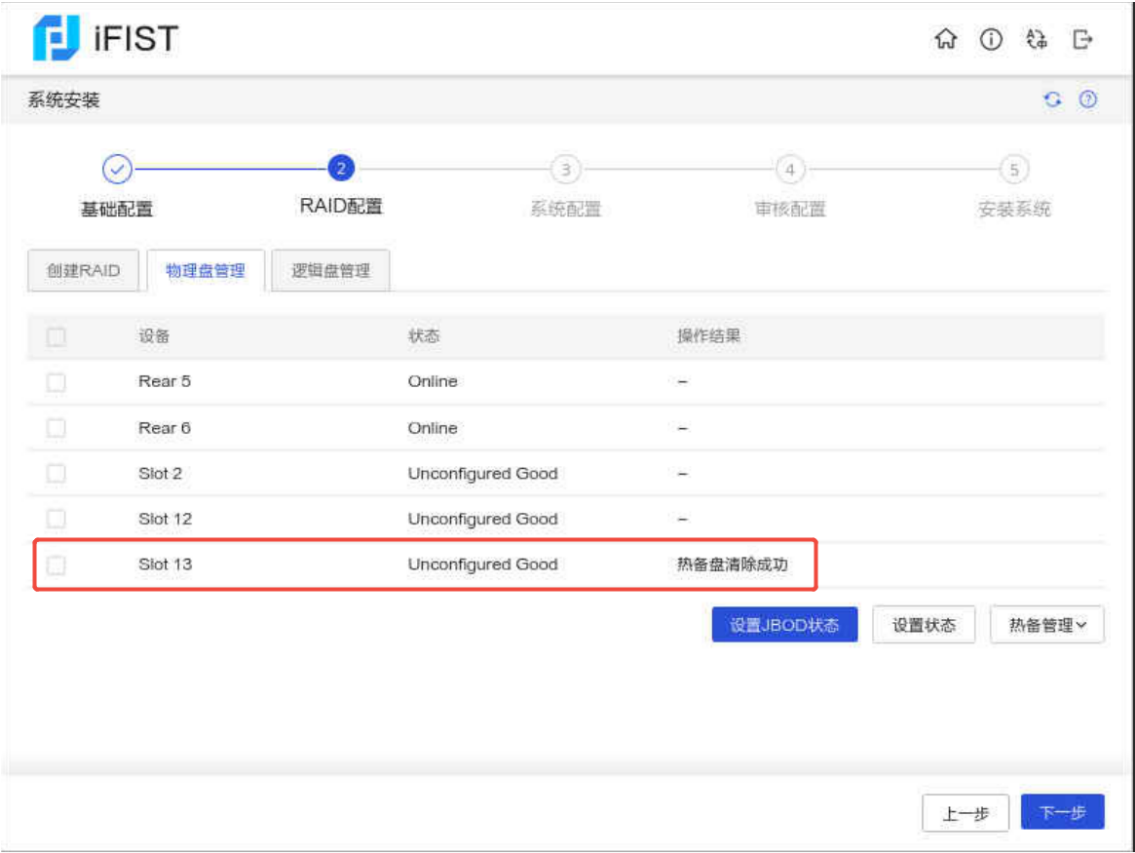 iFIST
系统安装
2 3 4 5
基础配置 RAID配置 系统配置 审核配置 安装系统
创建RAID 物理盘管理 逻辑盘管理
设备 状态 操作结果
Rear 5 Online –
Rear 6 Online –
Slot 2 Unconfigured Good –
Slot 12 Unconfigured Good –
Slot 13 Unconfigured Good 热备盘清除成功
设置JBOD状态 设置状态 热备管理
上一步 下一步